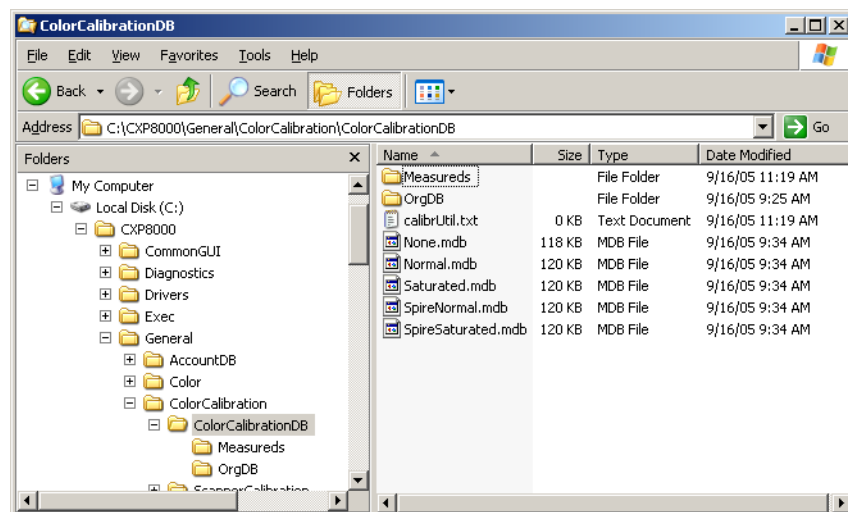 ColorCalibrationDB
File Edit View Favorites Tools Help
Back Search Folders
Address C:\CXP8000\General\ColorCalibration\ColorCalibrationDB Go
Folders
My Computer
Local Disk (C:)
CXP8000
CommonGUI
Diagnostics
Drivers
Exec
General
AccountDB
Color
ColorCalibration
ColorCalibrationDB
Measureds
OrgDB
ScannerCalibration
Name Size Type Date Modified
Measureds File Folder 9/16/05 11:19 AM
OrgDB File Folder 9/16/05 9:25 AM
calibrUtil.txt 0 KB Text Document 9/16/05 11:19 AM
None.mdb 118 KB MDB File 9/16/05 9:34 AM
Normal.mdb 120 KB MDB File 9/16/05 9:34 AM
Saturated.mdb 120 KB MDB File 9/16/05 9:34 AM
SpireNormal.mdb 120 KB MDB File 9/16/05 9:34 AM
SpireSaturated.mdb 120 KB MDB File 9/16/05 9:34 AM